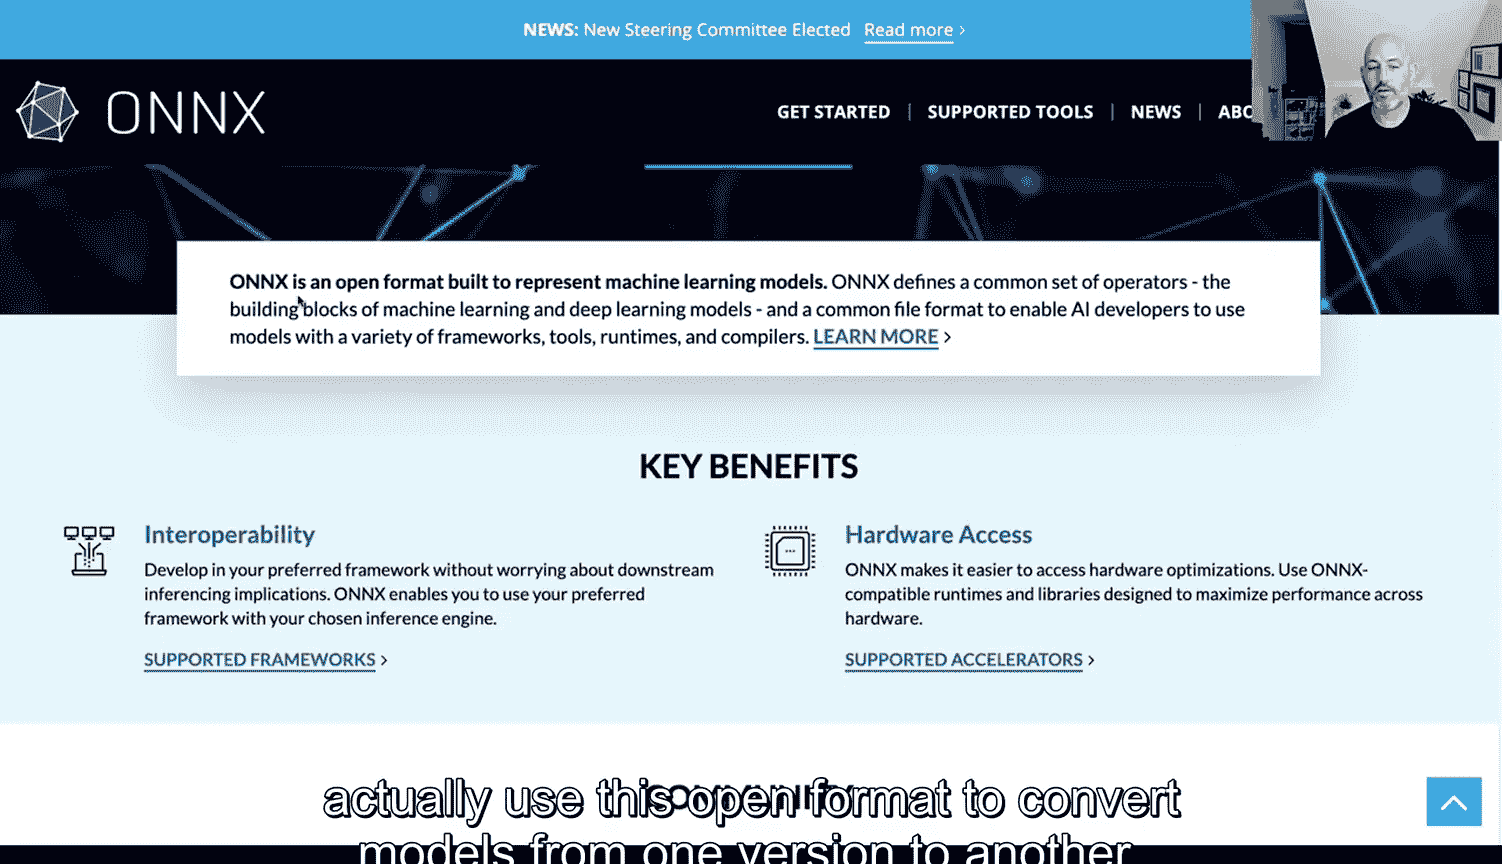 NEWS: New Steering Committee Elected Read more >
ONNX
GET STARTED | SUPPORTED TOOLS | NEWS | ABO
ONNX is an open format built to represent machine learning models. ONNX defines a common set of operators - the
building blocks of machine learning and deep learning models - and a common file format to enable AI developers to use
models with a variety of frameworks, tools, runtimes, and compilers. LEARN MORE >
KEY BENEFITS
Interoperability
Develop in your preferred framework without worrying about downstream
inferencing implications. ONNX enables you to use your preferred
framework with your chosen inference engine.
SUPPORTED FRAMEWORKS >
Hardware Access
ONNX makes it easier to access hardware optimizations. Use ONNX-
compatible runtimes and libraries designed to maximize performance across
hardware.
SUPPORTED ACCELERATORS >
actually use this open format to convert
models from one version to another